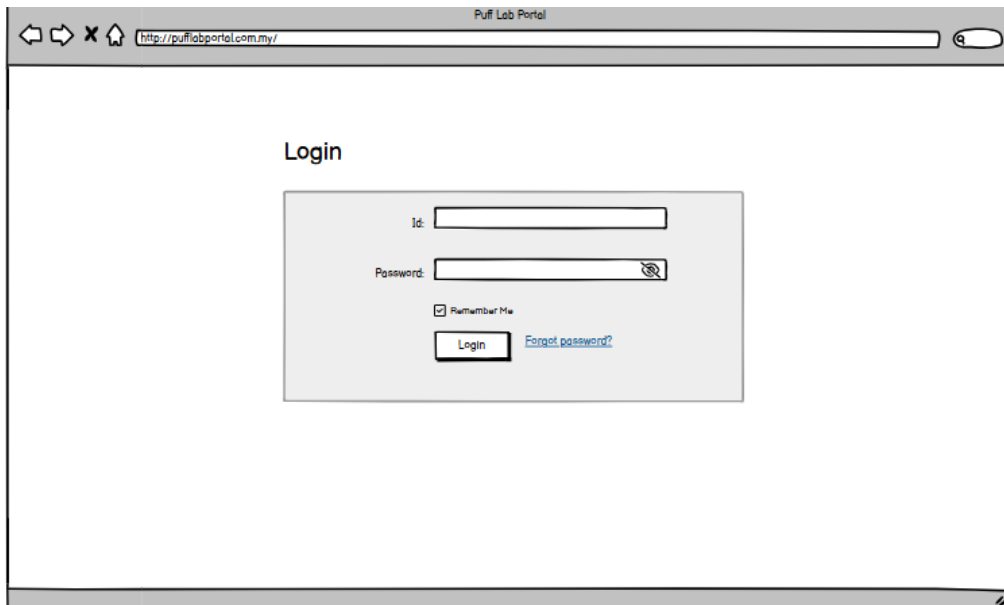 Puff Lab Portal
http://pufflabportal.com.my/
Login
Id:
Password:
Remember Me
Login
Forgot password?